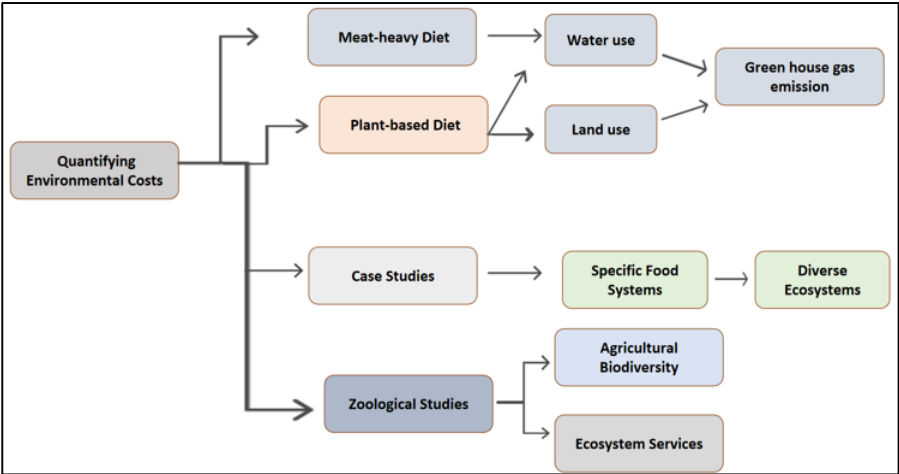 Meat-heavy Diet
Water use
Green house gas
emission
Plant-based Diet
Land use
Quantifying
Environmental Costs
Case Studies
Specific Food
Systems
Diverse
Ecosystems
Agricultural
Biodiversity
Zoological Studies
Ecosystem Services